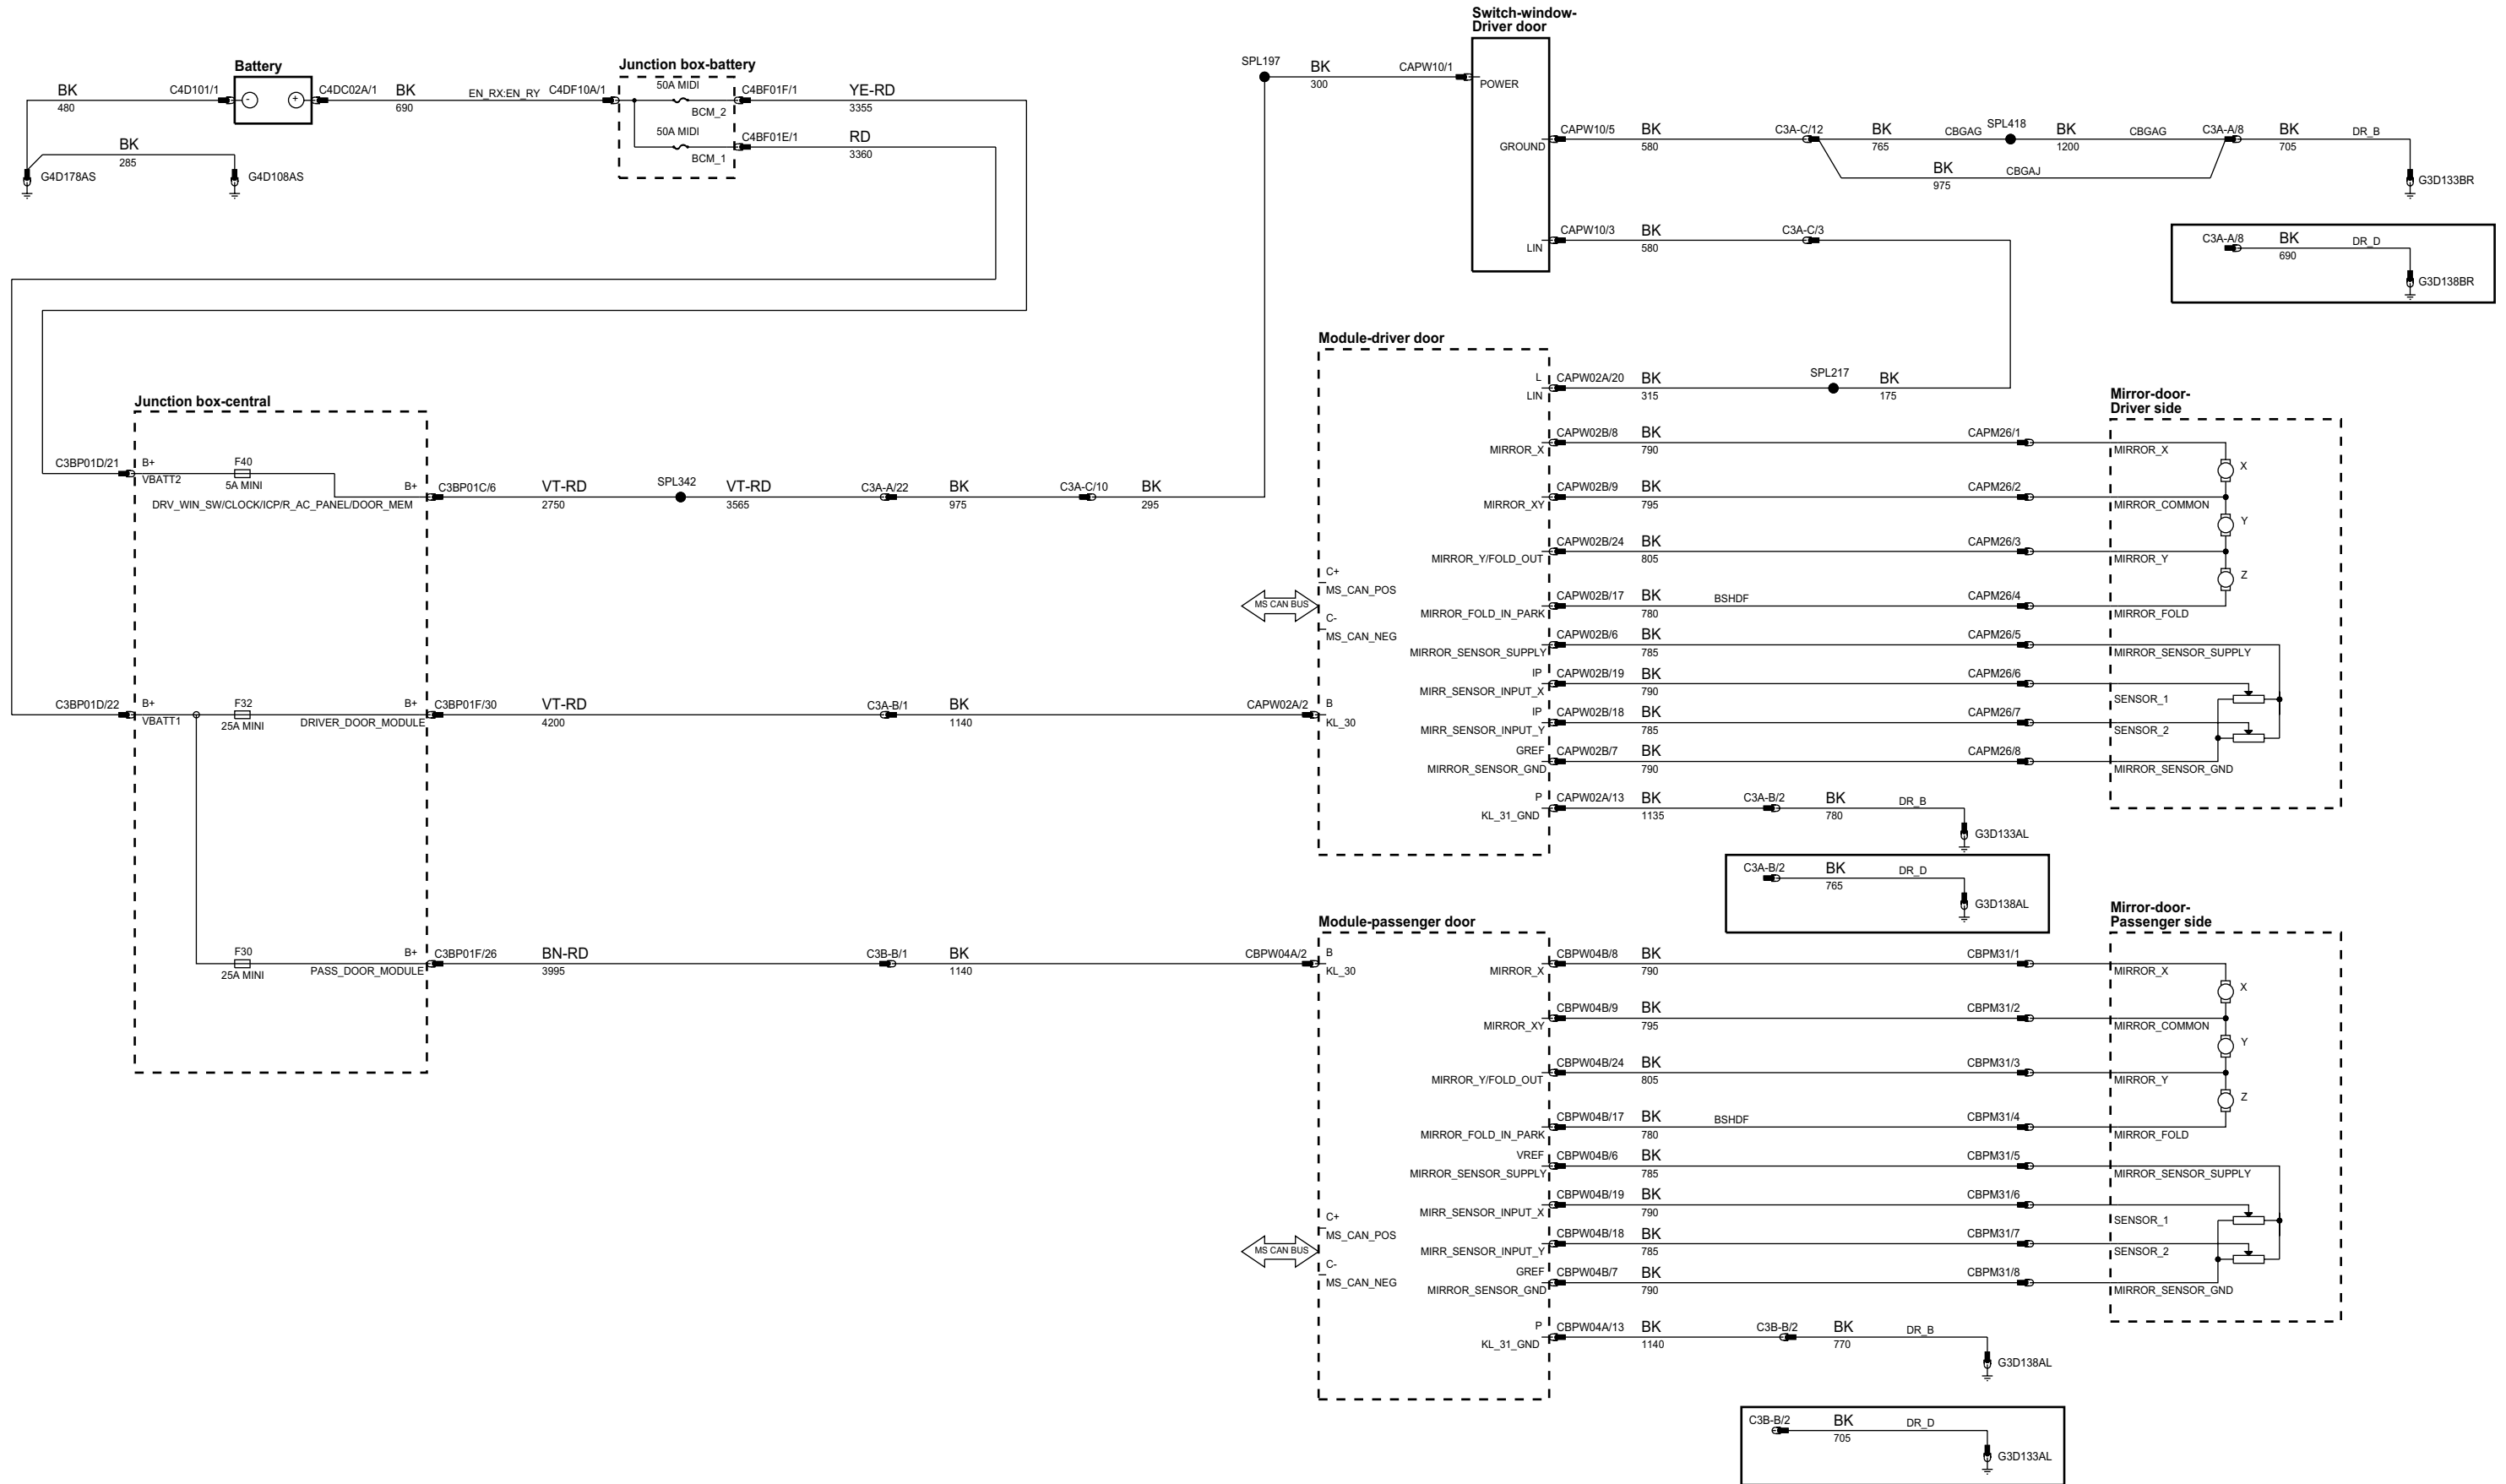 Switch-window-
Driver door
Battery
Junction box-battery
SPL197
BK
300
CAPW10/1
POWER
BK
480
C4D101/1
-
+
C4DC02A/1
BK
690
EN_RX:EN_RY
C4DF10A/1
50A MIDI
BCM_2
C4BF01F/1
YE-RD
3355
50A MIDI
BCM_1
C4BF01E/1
RD
3360
BK
285
G4D178AS
G4D108AS
GROUND
CAPW10/5
BK
580
C3A-C/12
BK
765
CBGAG
SPL418
BK
1200
CBGAG
C3A-A/8
BK
705
DR_B
BK
975
CBGAJ
G3D133BR
LIN
CAPW10/3
BK
580
C3A-C/3
C3A-A/8
BK
690
DR_D
G3D138BR
Module-driver door
L
LIN
CAPW02A/20
BK
315
SPL217
BK
175
Mirror-door-
Driver side
Junction box-central
C3BP01D/21
B+
VBATT2
F40
5A MINI
B+
DRV_WIN_SW/CLOCK/ICP/R_AC_PANEL/DOOR_MEM
C3BP01C/6
VT-RD
2750
SPL342
VT-RD
3565
C3A-A/22
BK
975
C3A-C/10
BK
295
MIRROR_X
CAPW02B/8
BK
790
CAPM26/1
MIRROR_X
X
MIRROR_XY
CAPW02B/9
BK
795
CAPM26/2
MIRROR_COMMON
Y
MIRROR_Y/FOLD_OUT
CAPW02B/24
BK
805
CAPM26/3
MIRROR_Y
Z
C+
MS_CAN_POS
MS CAN BUS
C-
MS_CAN_NEG
MIRROR_FOLD_IN_PARK
CAPW02B/17
BK
780
BSHDF
CAPM26/4
MIRROR_FOLD
MIRROR_SENSOR_SUPPLY
CAPW02B/6
BK
785
CAPM26/5
MIRROR_SENSOR_SUPPLY
IP
MIRR_SENSOR_INPUT_X
CAPW02B/19
BK
790
CAPM26/6
SENSOR_1
IP
MIRR_SENSOR_INPUT_Y
CAPW02B/18
BK
785
CAPM26/7
SENSOR_2
GREF
MIRROR_SENSOR_GND
CAPW02B/7
BK
790
CAPM26/8
MIRROR_SENSOR_GND
C3BP01D/22
B+
VBATT1
F32
25A MINI
B+
DRIVER_DOOR_MODULE
C3BP01F/30
VT-RD
4200
C3A-B/1
BK
1140
CAPW02A/2
B
KL_30
P
KL_31_GND
CAPW02A/13
BK
1135
C3A-B/2
BK
780
DR_B
G3D133AL
C3A-B/2
BK
765
DR_D
G3D138AL
Module-passenger door
Mirror-door-
Passenger side
F30
25A MINI
B+
PASS_DOOR_MODULE
C3BP01F/26
BN-RD
3995
C3B-B/1
BK
1140
CBPW04A/2
B
KL_30
MIRROR_X
CBPW04B/8
BK
790
CBPM31/1
MIRROR_X
X
MIRROR_XY
CBPW04B/9
BK
795
CBPM31/2
MIRROR_COMMON
Y
MIRROR_Y/FOLD_OUT
CBPW04B/24
BK
805
CBPM31/3
MIRROR_Y
Z
MIRROR_FOLD_IN_PARK
CBPW04B/17
BK
780
BSHDF
CBPM31/4
MIRROR_FOLD
VREF
MIRROR_SENSOR_SUPPLY
CBPW04B/6
BK
785
CBPM31/5
MIRROR_SENSOR_SUPPLY
MIRR_SENSOR_INPUT_X
CBPW04B/19
BK
790
CBPM31/6
SENSOR_1
C+
MS_CAN_POS
MS CAN BUS
C-
MS_CAN_NEG
MIRR_SENSOR_INPUT_Y
CBPW04B/18
BK
785
CBPM31/7
SENSOR_2
GREF
MIRROR_SENSOR_GND
CBPW04B/7
BK
790
CBPM31/8
MIRROR_SENSOR_GND
P
KL_31_GND
CBPW04A/13
BK
1140
C3B-B/2
BK
770
DR_B
G3D138AL
C3B-B/2
BK
705
DR_D
G3D133AL